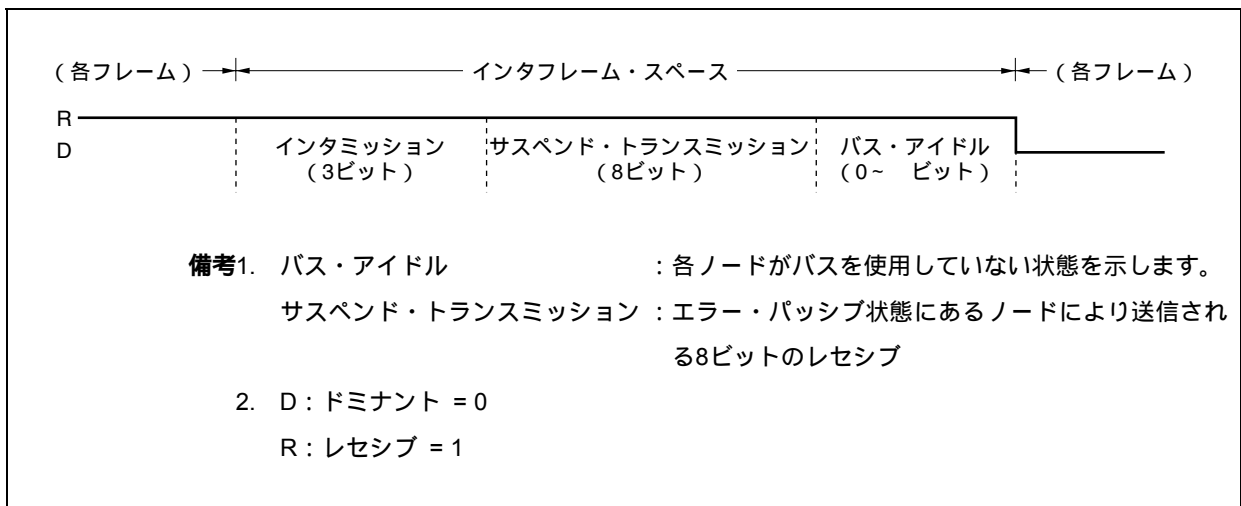 （各フレーム） インタフレーム・スペース （各フレーム）
R
D
インタミッション サスペンド・トランスミッション バス・アイドル
（3ビット） （8ビット） （0～ ビット）
備考1. バス・アイドル ：各ノードがバスを使用していない状態を示します。
サスペンド・トランスミッション ：エラー・パッシブ状態にあるノードにより送信され
る8ビットのレセシブ
2. D：ドミナント = 0
R：レセシブ = 1